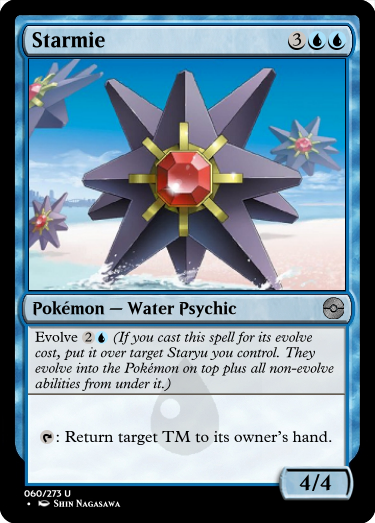 Starmie 3
Pokémon — Water Psychic
Evolve 2 (If you cast this spell for its evolve
cost, put it over target Staryu you control. They
evolve into the Pokémon on top plus all non-evolve
abilities from under it.)
: Return target TM to its owner's hand.
4/4
060/273 U
• Shin Nagasawa